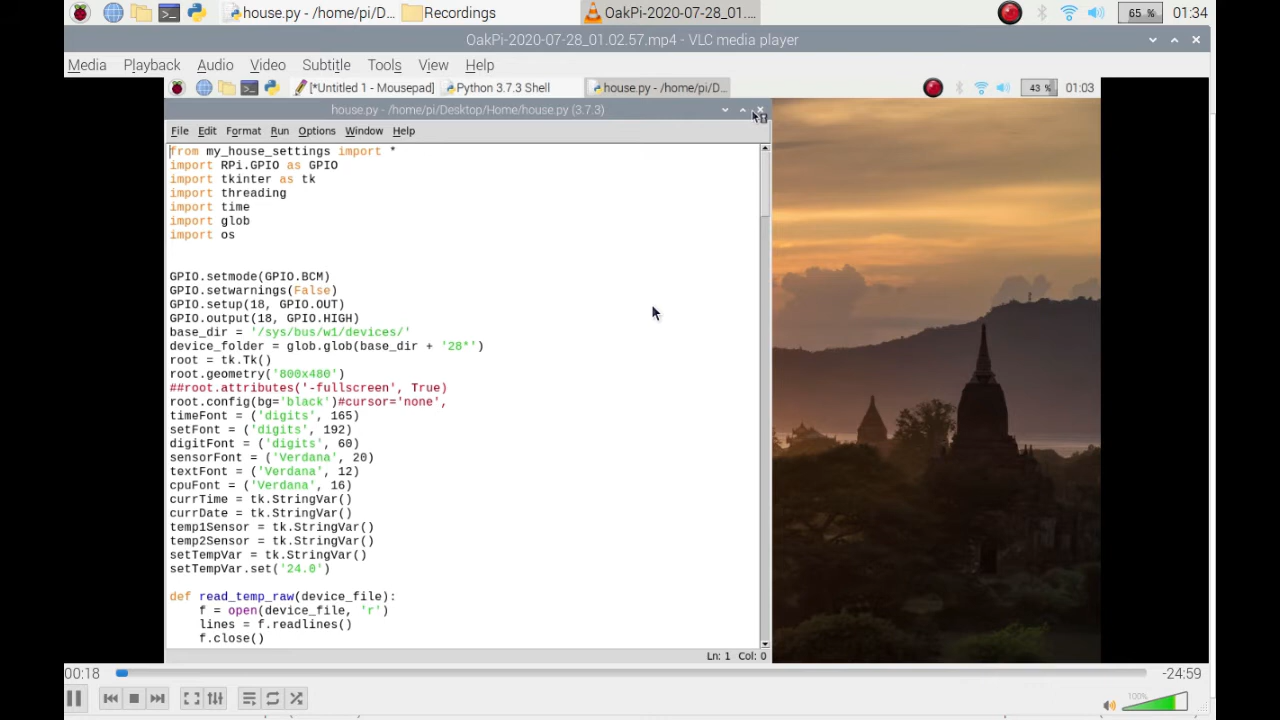 house.py - /home/pi/D...
Recordings
OakPi-2020-07-28_01....
65 %
01:34
OakPi-2020-07-28_01.02.57.mp4 - VLC media player
Media Playback Audio Video Subtitle Tools View Help
[*Untitled 1 - Mousepad]
Python 3.7.3 Shell
house.py - /home/pi/D...
43 %
01:03
house.py - /home/pi/Desktop/Home/house.py (3.7.3)
File Edit Format Run Options Window Help
from my_house_settings import *
import RPi.GPIO as GPIO
import tkinter as tk
import threading
import time
import glob
import os
GPIO.setmode(GPIO.BCM)
GPIO.setwarnings(False)
GPIO.setup(18, GPIO.OUT)
GPIO.output(18, GPIO.HIGH)
base_dir = '/sys/bus/w1/devices/'
device_folder = glob.glob(base_dir + '28*')
root = tk.Tk()
root.geometry('800x480')
##root.attributes('-fullscreen', True)
root.config(bg='black')#cursor='none',
timeFont = ('digits', 165)
setFont = ('digits', 192)
digitFont = ('digits', 60)
sensorFont = ('Verdana', 20)
textFont = ('Verdana', 12)
cpuFont = ('Verdana', 16)
currTime = tk.StringVar()
currDate = tk.StringVar()
temp1Sensor = tk.StringVar()
temp2Sensor = tk.StringVar()
setTempVar = tk.StringVar()
setTempVar.set('24.0')
def read_temp_raw(device_file):
    f = open(device_file, 'r')
    lines = f.readlines()
    f.close()
Ln: 1 Col: 0
00:18
-24:59
100%